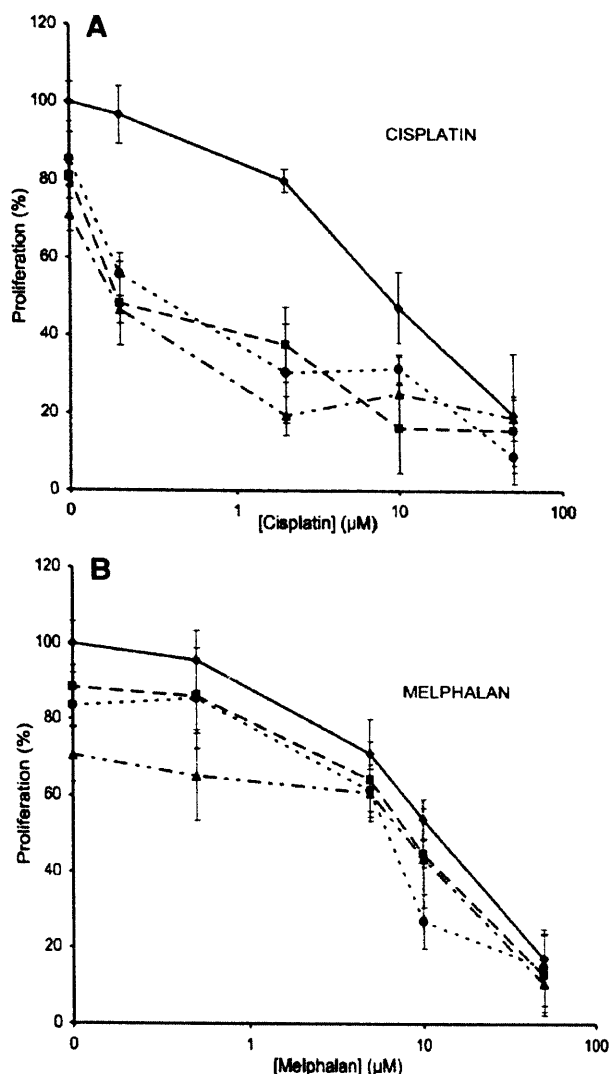 A
120
100
80
60
40
20
0
Proliferation (%)
CISPLATIN
0 1 10 100
[Cisplatin] (μM)
B
120
100
80
60
40
20
0
Proliferation (%)
MELPHALAN
0 1 10 100
[Melphalan] (μM)